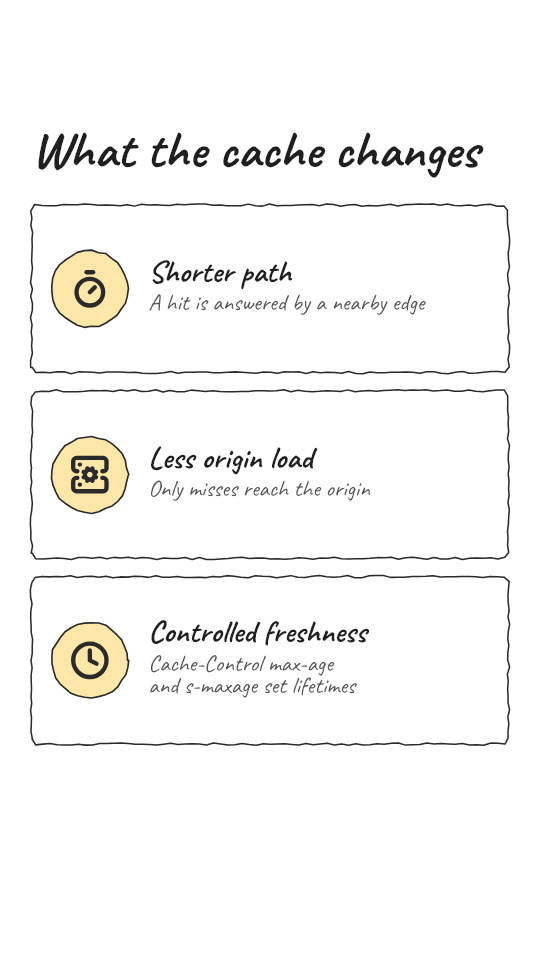 What the cache changes
Shorter path
A hit is answered by a nearby edge
Less origin load
Only misses reach the origin
Controlled freshness
Cache-Control max-age
and s-maxage set lifetimes